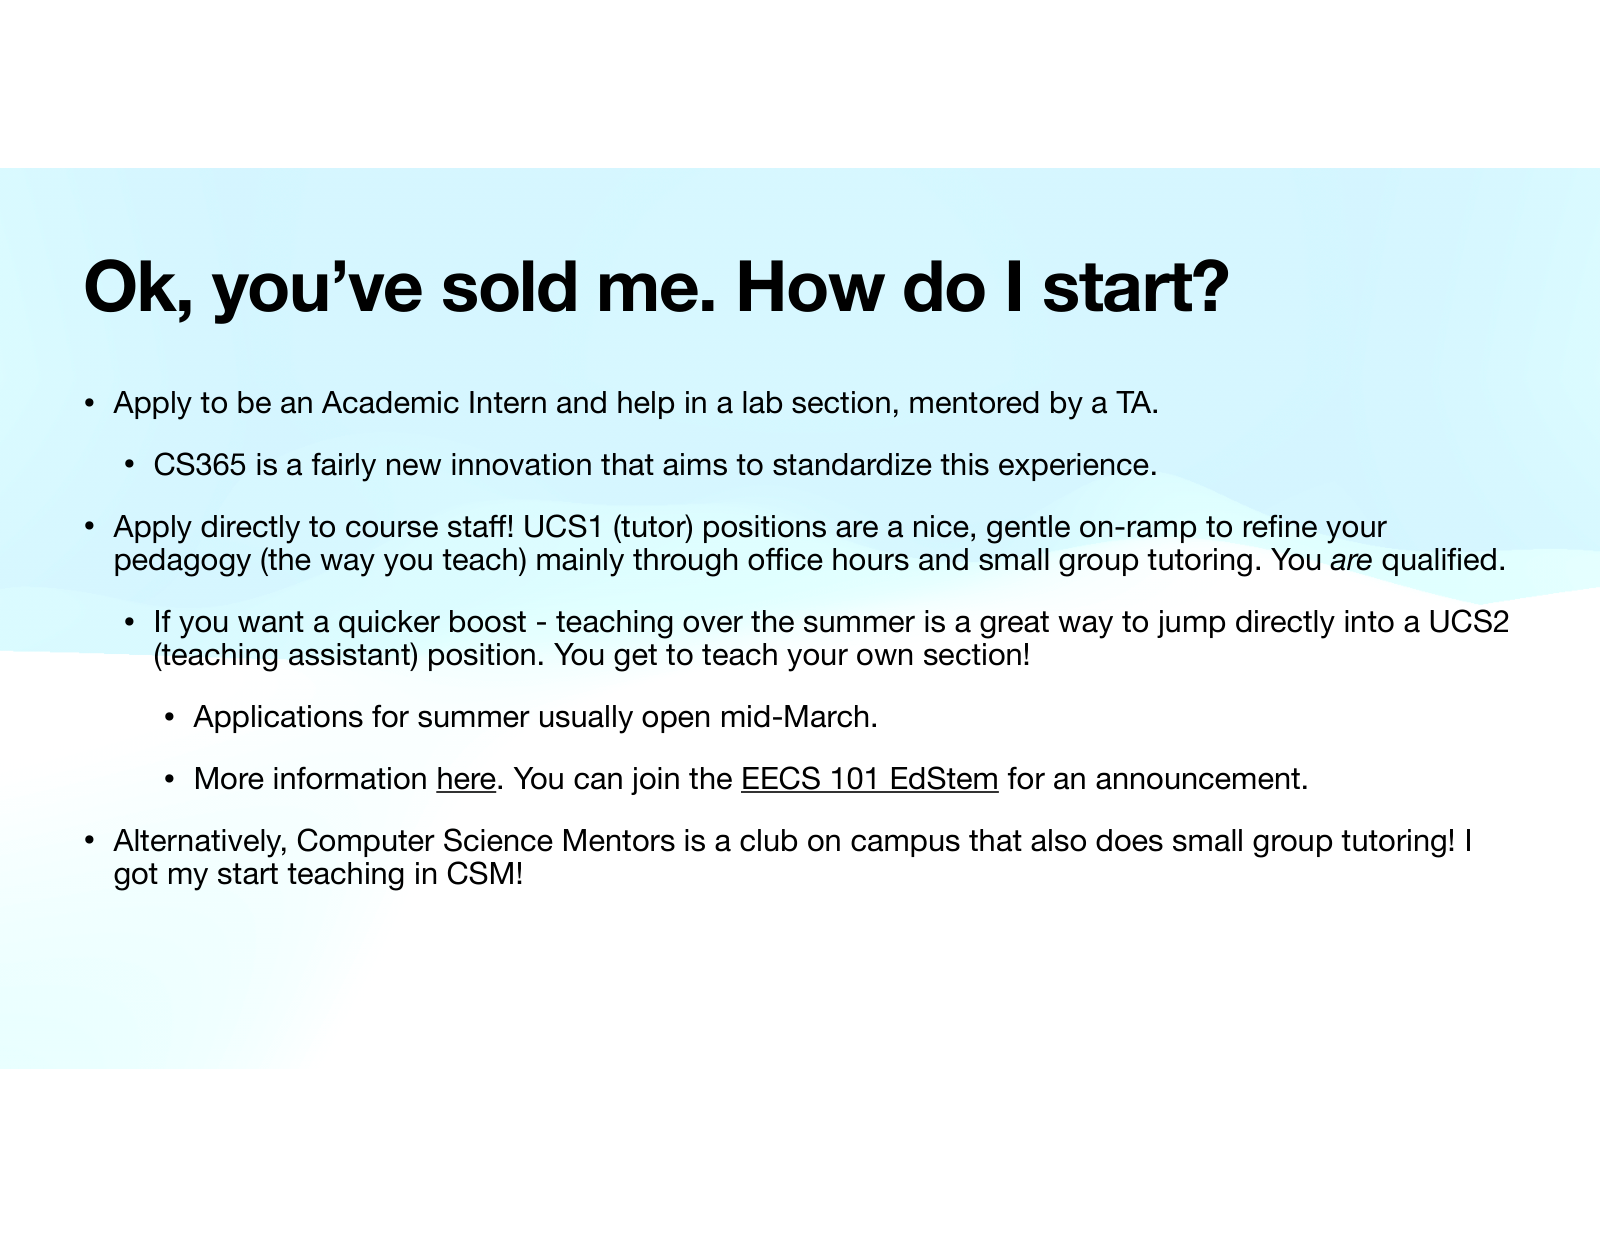 Ok, you’ve sold me. How do I start?
• Apply to be an Academic Intern and help in a lab section, mentored by a TA.
• CS365 is a fairly new innovation that aims to standardize this experience.
• Apply directly to course staff! UCS1 (tutor) positions are a nice, gentle on-ramp to refine your
pedagogy (the way you teach) mainly through office hours and small group tutoring. You are qualified.
• If you want a quicker boost - teaching over the summer is a great way to jump directly into a UCS2
(teaching assistant) position. You get to teach your own section!
• Applications for summer usually open mid-March.
• More information here. You can join the EECS 101 EdStem for an announcement.
• Alternatively, Computer Science Mentors is a club on campus that also does small group tutoring! I
got my start teaching in CSM!